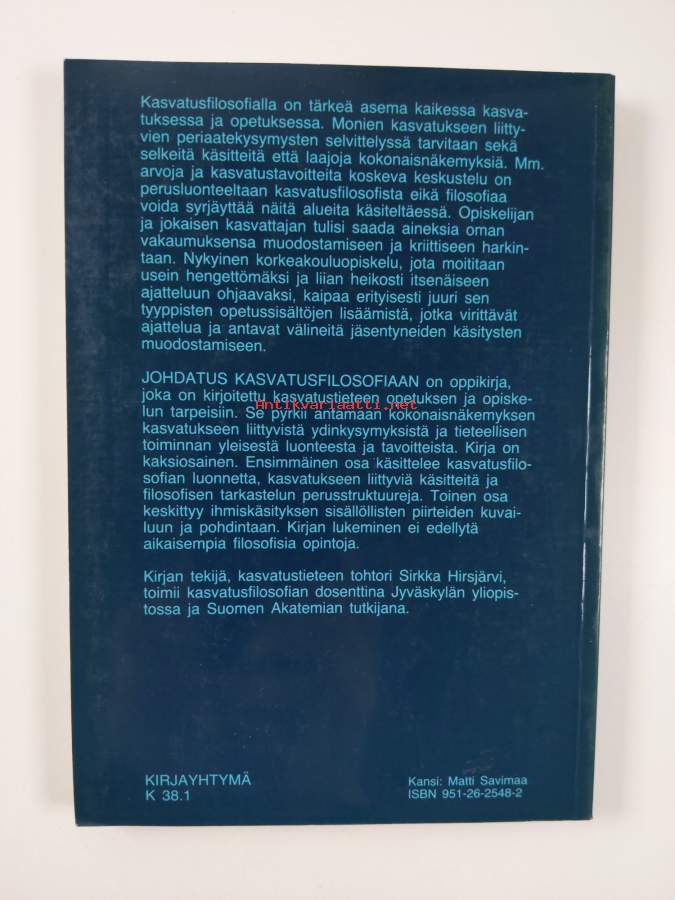 Kasvatusfilosofialla on tärkeä asema kaikessa kasva-
tuksessa ja opetuksessa. Monien kasvatukseen liitty-
vien periaatekysymysten selvittelyssä tarvitaan sekä
selkeitä käsitteitä että laajoja kokonaisnäkemyksiä. Mm.
arvoja ja kasvatustavoitteita koskeva keskustelu on
perusluonteeltaan kasvatusfilosofista eikä filosofiaa
voida syrjäyttää näitä alueita käsiteltäessä. Opiskelijan
ja jokaisen kasvattajan tulisi saada aineksia oman
vakaumuksensa muodostamiseen ja kriittiseen harkin-
taan. Nykyinen korkeakouluopiskelu, jota moititaan
usein hengettömäksi ja liian heikosti itsenäiseen
ajatteluun ohjaavaksi, kaipaa erityisesti juuri sen
tyyppisten opetussisältöjen lisäämistä, jotka virittävät
ajattelua ja antavat välineitä jäsentyneiden käsitysten
muodostamiseen.
JOHDATUS KASVATUSFILOSOFIAAN on oppikirja,
joka on kirjoitettu kasvatustieteen opetuksen ja opiske-
lun tarpeisiin. Se pyrkii antamaan kokonaisnäkemyksen
Antikvariaatti.net
kasvatukseen liittyvistä ydinkysymyksistä ja tieteellisen
toiminnan yleisestä luonteesta ja tavoitteista. Kirja on
kaksiosainen. Ensimmäinen osa käsittelee kasvatusfilo-
sofian luonnetta, kasvatukseen liittyviä käsitteitä ja
filosofisen tarkastelun perusstruktuureja. Toinen osa
keskittyy ihmiskäsityksen sisällöllisten piirteiden kuvai-
luun ja pohdintaan. Kirjan lukeminen ei edellytä
aikaisempia filosofisia opintoja.
Kirjan tekijä, kasvatustieteen tohtori Sirkka Hirsjärvi,
toimii kasvatusfilosofian dosenttina Jyväskylän yliopis-
tossa ja Suomen Akatemian tutkijana.
KIRJAYHTYMÄ
K 38.1
Kansi: Matti Savimaa
ISBN 951-26-2548-2